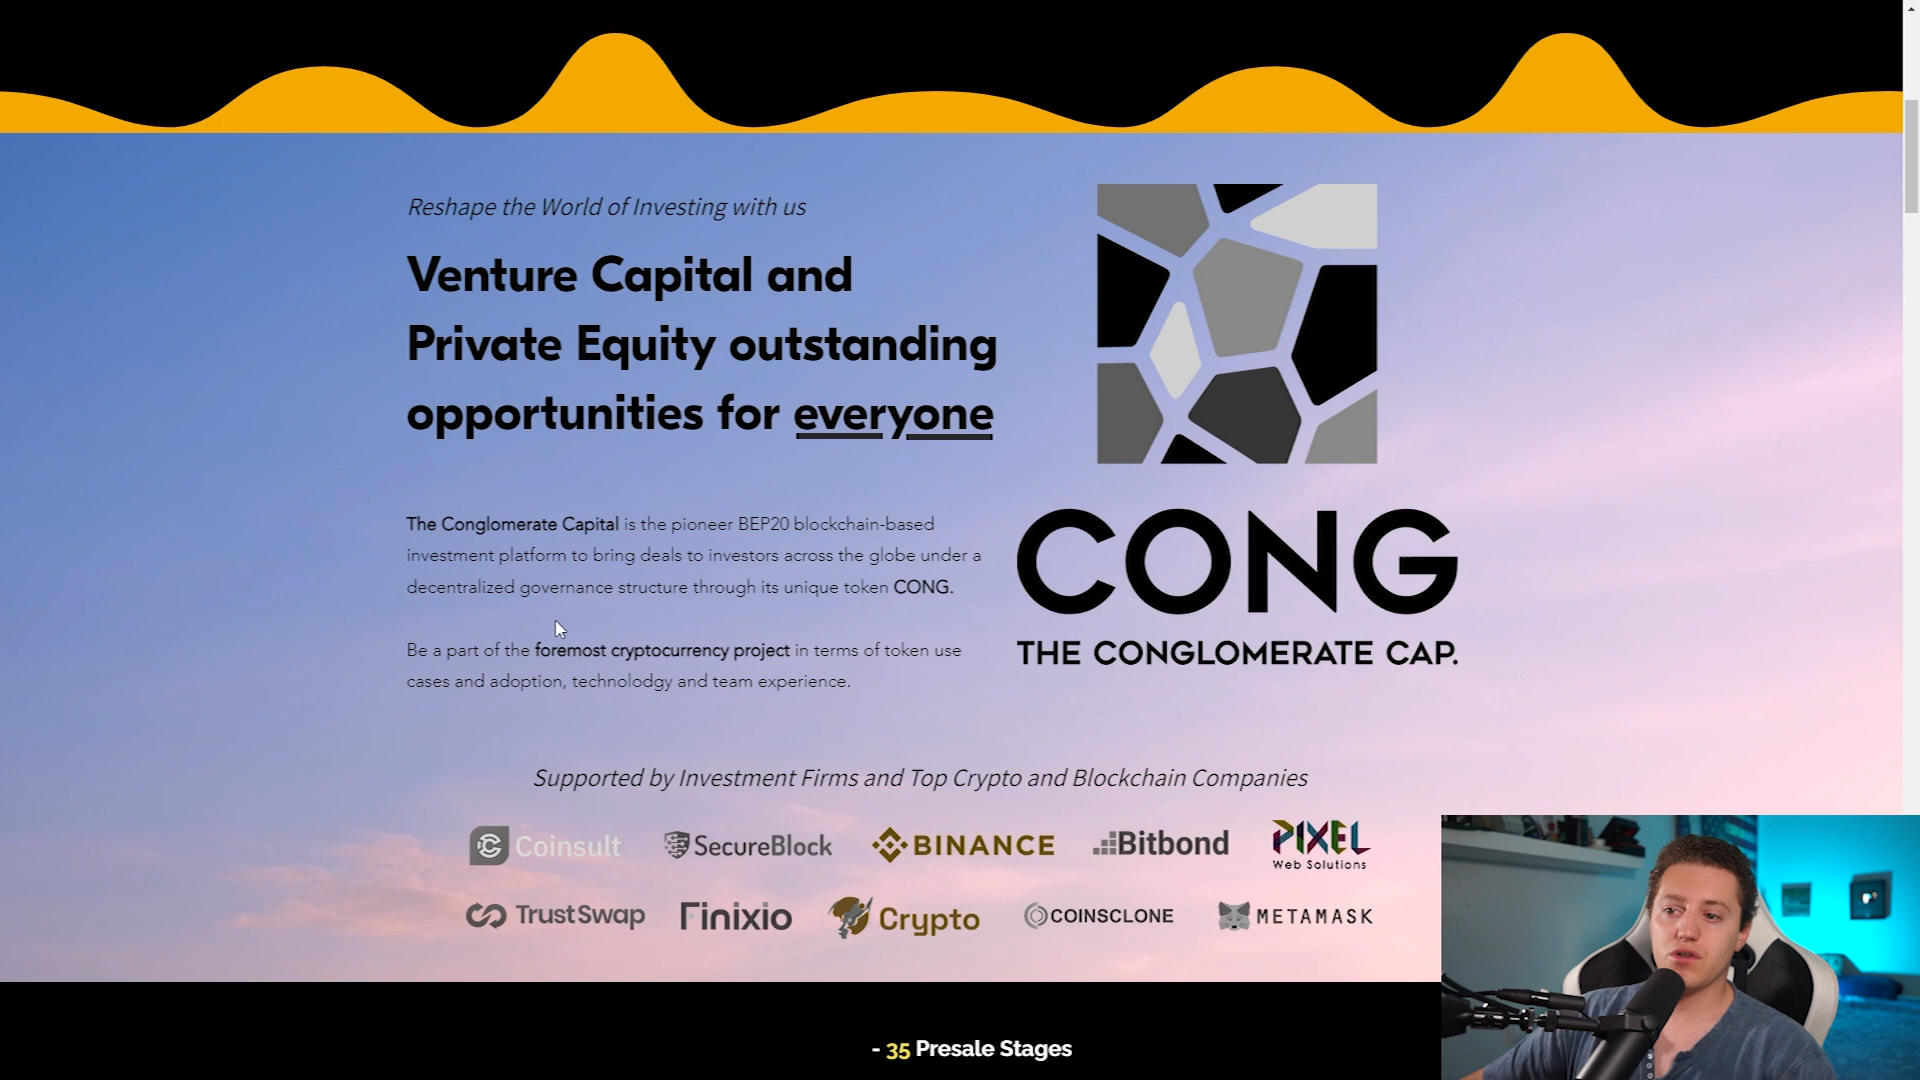 Reshape the World of Investing with us
Venture Capital and
Private Equity outstanding
opportunities for everyone
The Conglomerate Capital is the pioneer BEP20 blockchain-based
investment platform to bring deals to investors across the globe under a
decentralized governance structure through its unique token CONG.
Be a part of the foremost cryptocurrency project in terms of token use
cases and adoption, technolodgy and team experience.
CONG
THE CONGLOMERATE CAP.
Supported by Investment Firms and Top Crypto and Blockchain Companies
Coinsult SecureBlock BINANCE Bitbond PIXEL
Web Solutions
TrustSwap Finixio Crypto COINSCLONE METAMASK
- 35 Presale Stages